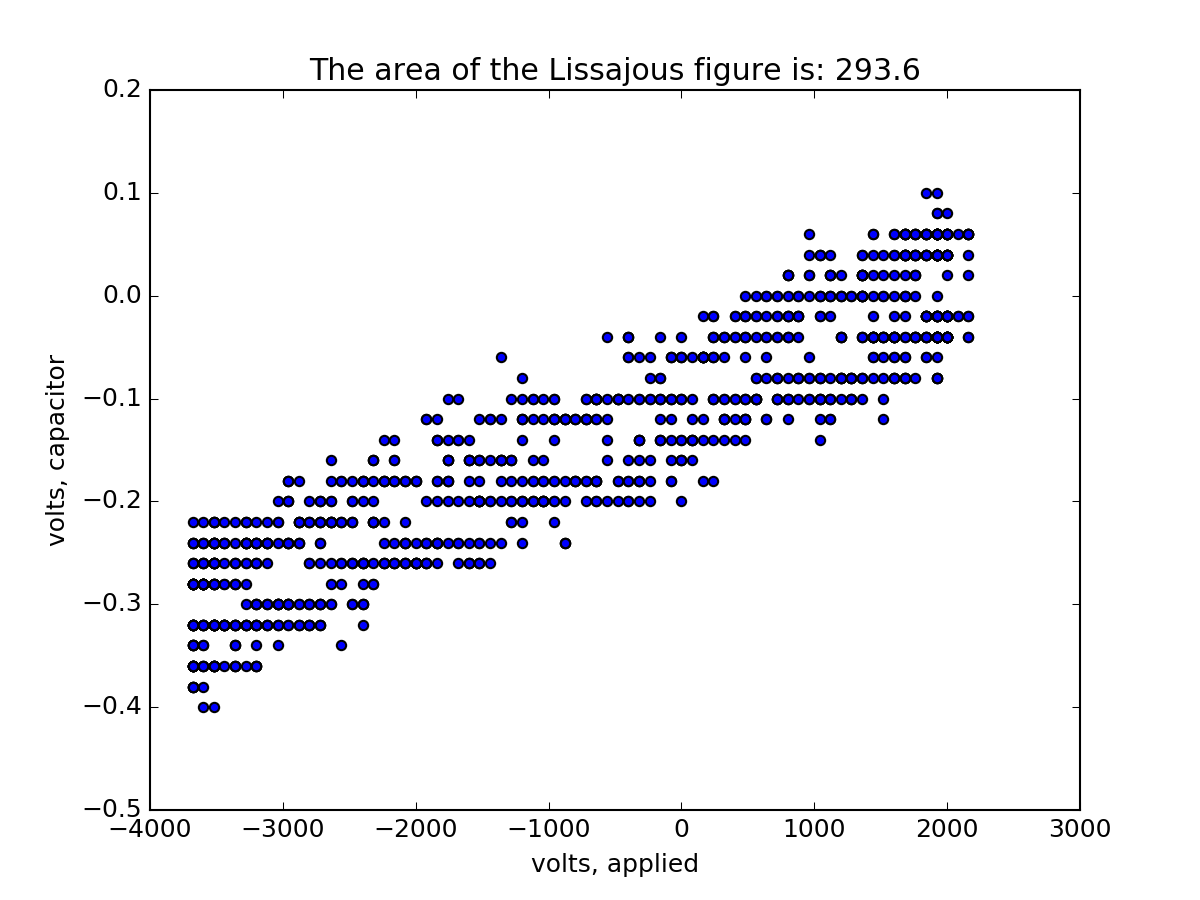 The area of the Lissajous figure is: 293.6
0.2
0.1
0.0
−0.1
−0.2
−0.3
−0.4
−0.5
volts, capacitor
−4000 −3000 −2000 −1000 0 1000 2000 3000
volts, applied